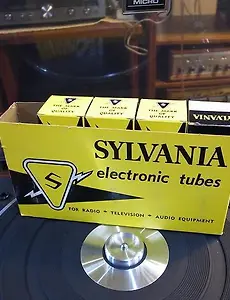 MICRO
THE MARK
OF
QUALITY
THE MARK
OF
QUALITY
THE MARK
OF
QUALITY
SYLVANIA
SYLVANIA
electronic tubes
S
FOR RADIO • TELEVISION • AUDIO EQUIPMENT